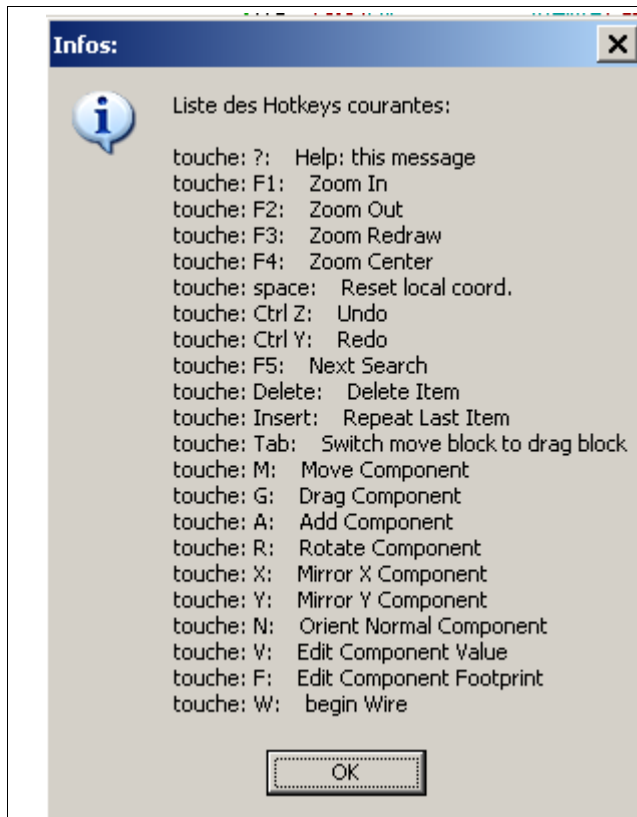 Infos:
Liste des Hotkeys courantes:
touche: ?: Help: this message
touche: F1: Zoom In
touche: F2: Zoom Out
touche: F3: Zoom Redraw
touche: F4: Zoom Center
touche: space: Reset local coord.
touche: Ctrl Z: Undo
touche: Ctrl Y: Redo
touche: F5: Next Search
touche: Delete: Delete Item
touche: Insert: Repeat Last Item
touche: Tab: Switch move block to drag block
touche: M: Move Component
touche: G: Drag Component
touche: A: Add Component
touche: R: Rotate Component
touche: X: Mirror X Component
touche: Y: Mirror Y Component
touche: N: Orient Normal Component
touche: V: Edit Component Value
touche: F: Edit Component Footprint
touche: W: begin Wire
OK